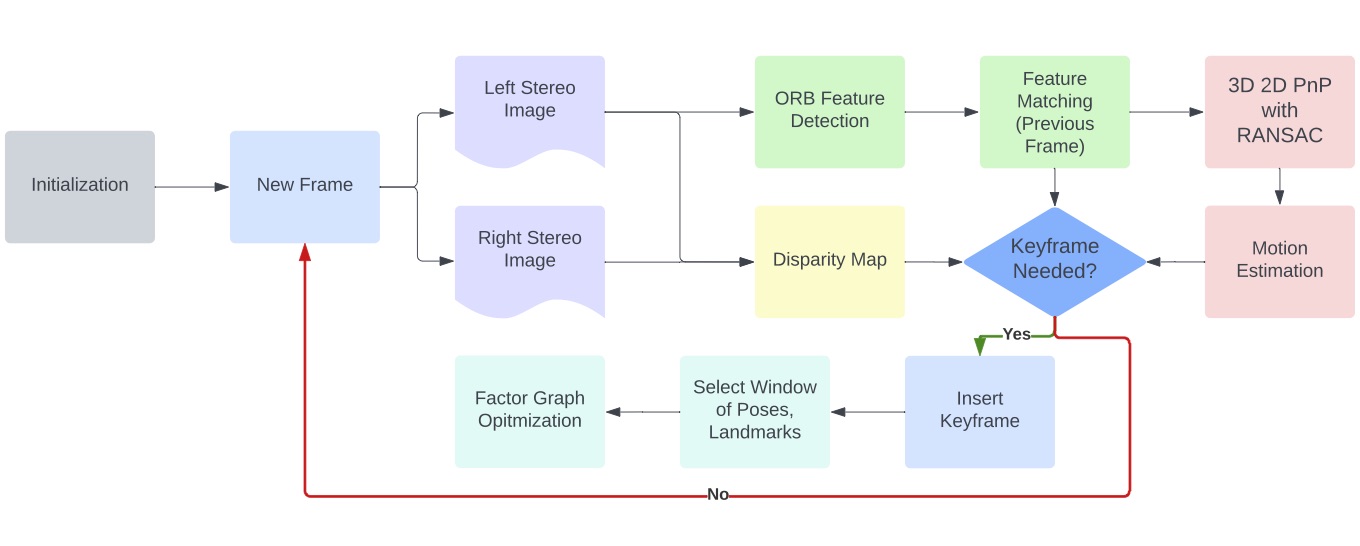 Initialization
New Frame
Left Stereo
Image
Right Stereo
Image
ORB Feature
Detection
Disparity Map
Feature
Matching
(Previous
Frame)
3D 2D PnP
with
RANSAC
Keyframe
Needed?
Motion
Estimation
Yes
Insert
Keyframe
Select Window
of Poses,
Landmarks
Factor Graph
Opitmization
No